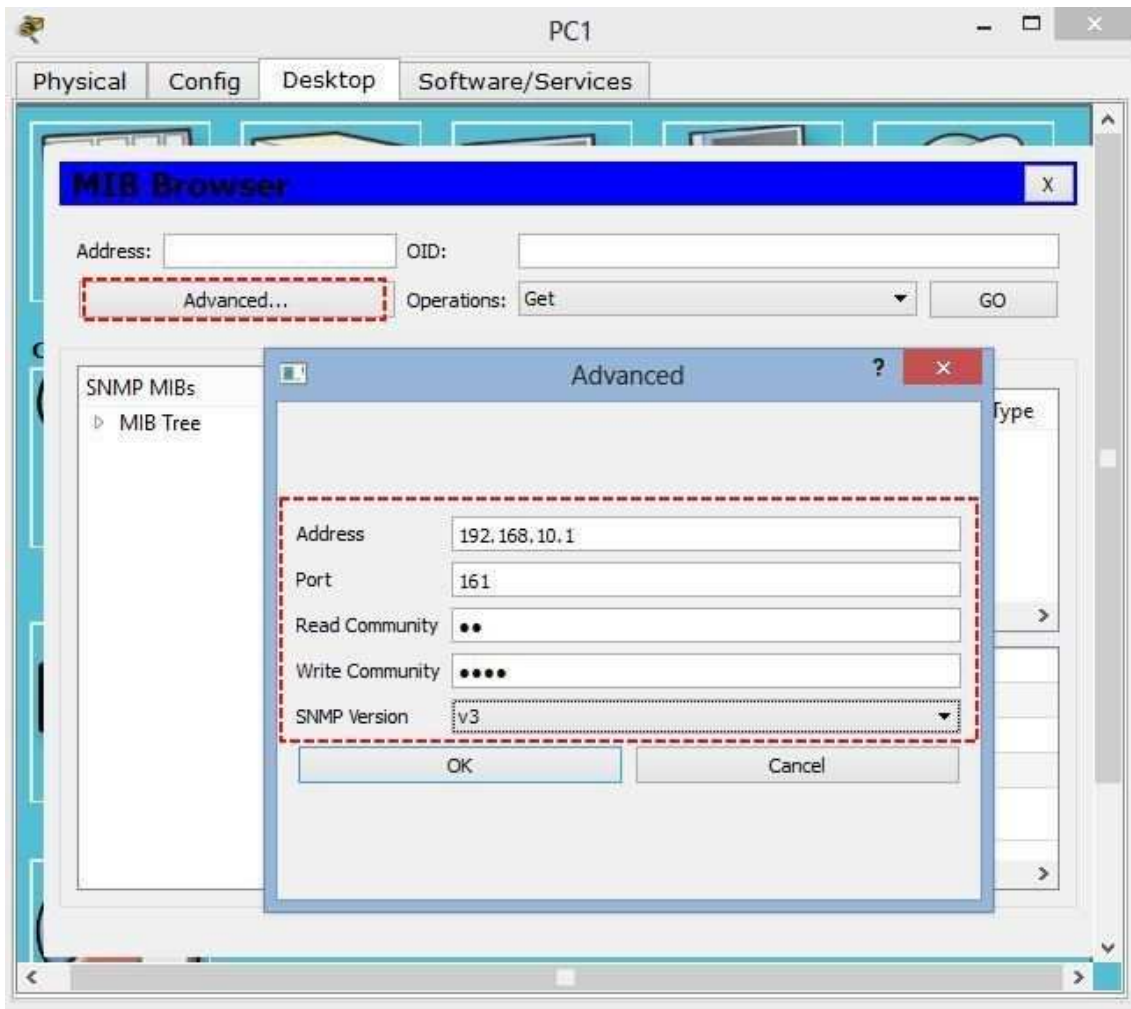 PC1
Physical Config Desktop Software/Services
MIB Browser X
Address: OID:
Advanced... Operations: Get GO
SNMP MIBs
MIB Tree
Type
Advanced ?
Address 192.168.10.1
Port 161
Read Community ●●
Write Community ●●●●
SNMP Version v3
OK Cancel